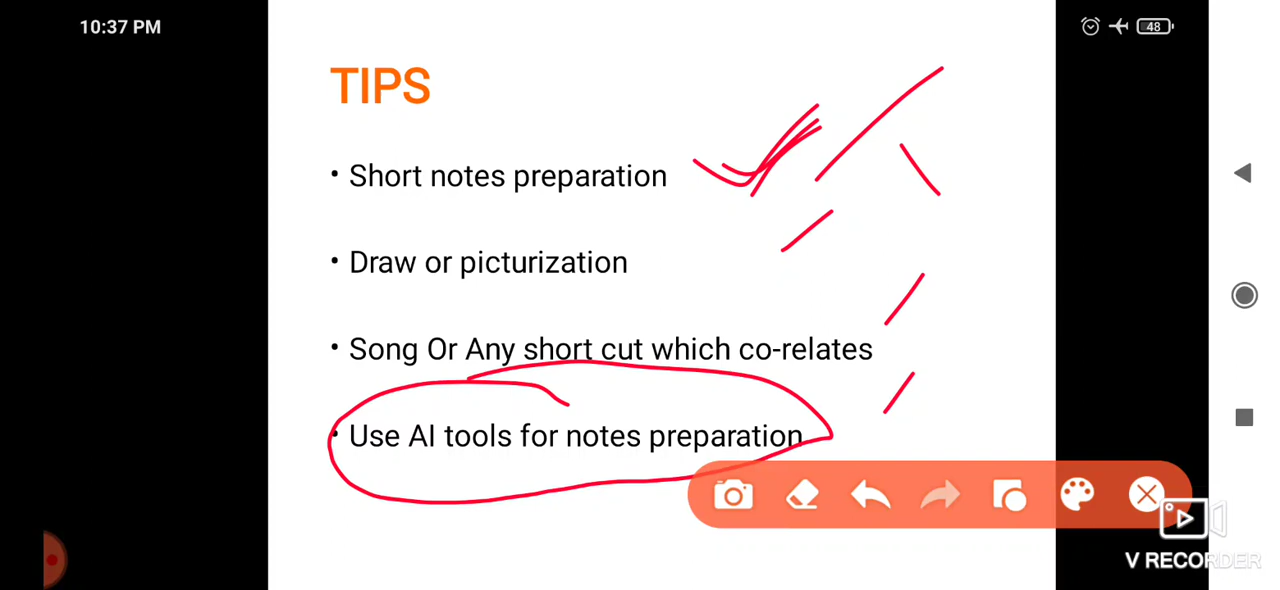 10:37 PM
48
TIPS
• Short notes preparation
• Draw or picturization
• Song Or Any short cut which co-relates
• Use AI tools for notes preparation
V RECORDER